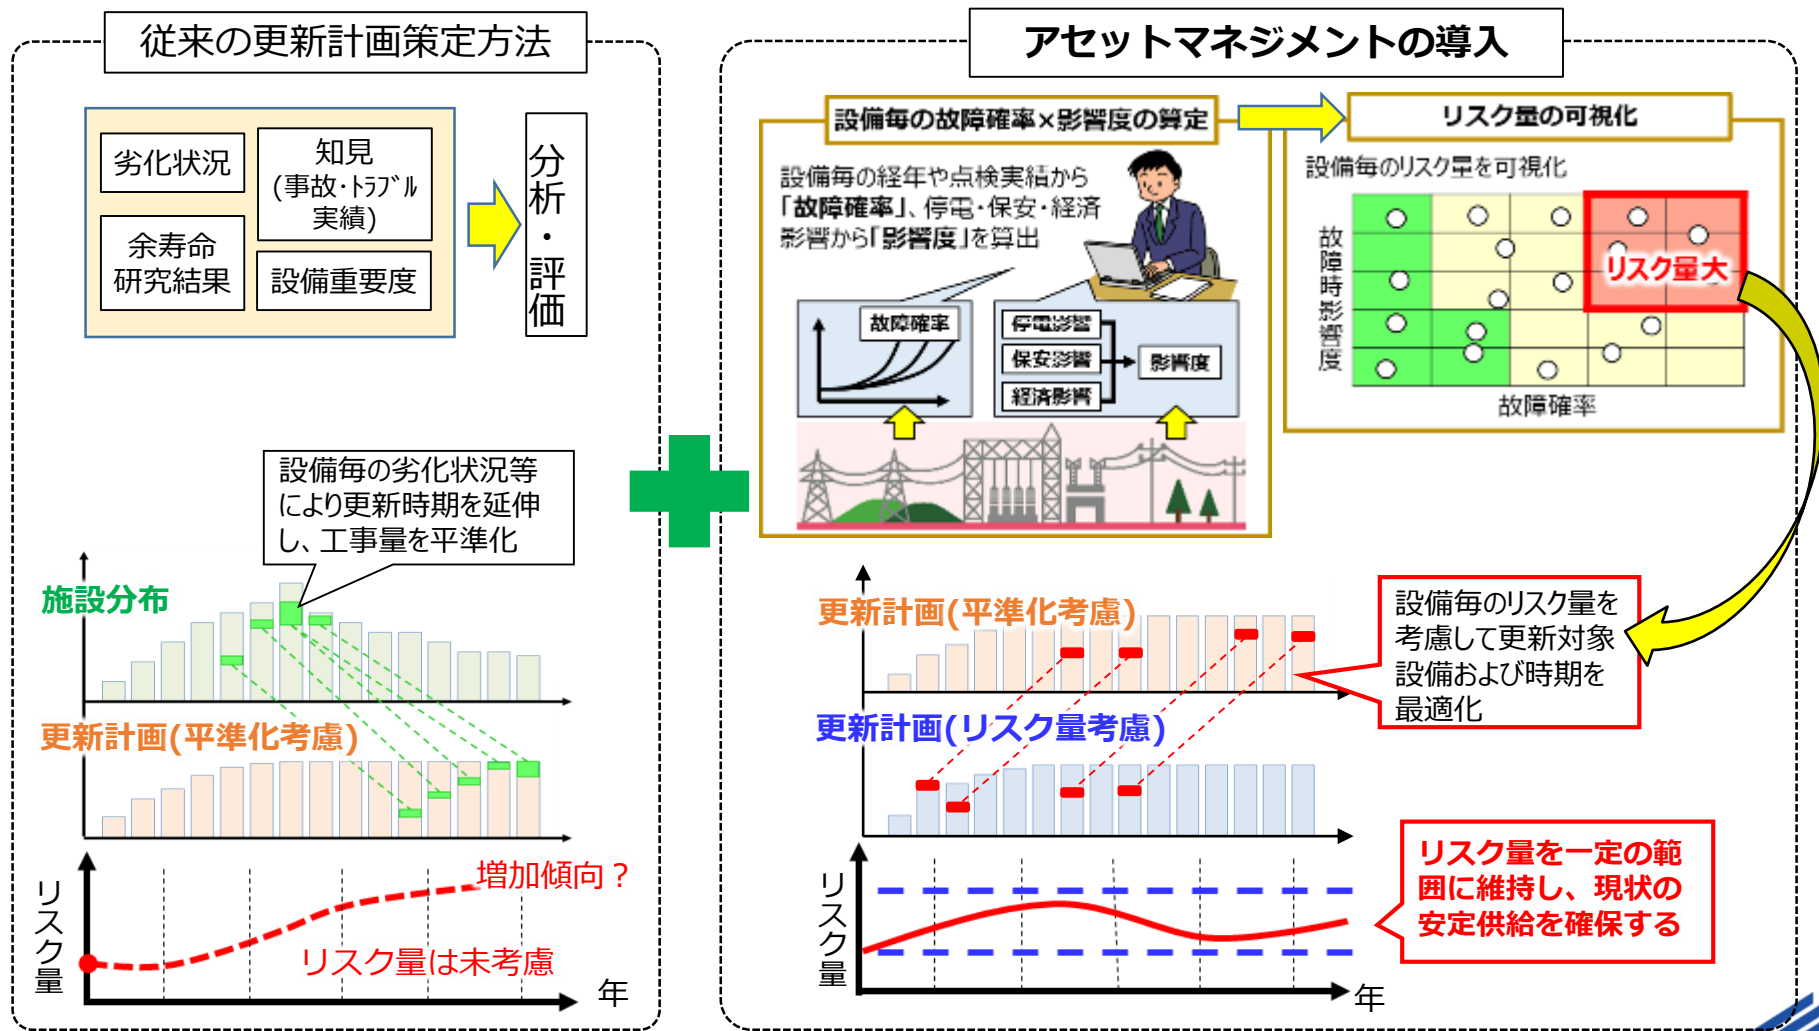 従来の更新計画策定方法
劣化状況
知見
(事故･ﾄﾗﾌﾞﾙ
実績)
余寿命
研究結果
設備重要度
分析・評価
設備毎の劣化状況等
により更新時期を延伸
し、工事量を平準化
施設分布
更新計画(平準化考慮)
リスク量
増加傾向？
リスク量は未考慮
年
アセットマネジメントの導入
設備毎の故障確率×影響度の算定
設備毎の経年や点検実績から
「故障確率」、停電・保安・経済
影響から「影響度」を算出
故障確率
停電影響
保安影響
経済影響
影響度
リスク量の可視化
設備毎のリスク量を可視化
故障時影響度
リスク量大
故障確率
更新計画(平準化考慮)
設備毎のリスク量を
考慮して更新対象
設備および時期を
最適化
更新計画(リスク量考慮)
リスク量
年
リスク量を一定の範
囲に維持し、現状の
安定供給を確保する